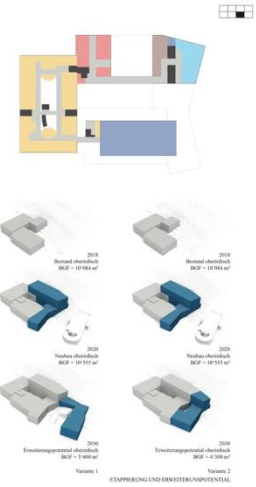 2018
Bestand oberirdisch
BGF = 10'084 m²
2018
Bestand oberirdisch
BGF = 10'084 m²
2020
Neubau oberirdisch
BGF = 10'555 m²
2020
Neubau oberirdisch
BGF = 10'555 m²
2030
Erweiterungspotential oberirdisch
BGF = 3'600 m²
2030
Erweiterungspotential oberirdisch
BGF = 4'300 m²
Variante 1
Variante 2
ETAPPIERUNG UND ERWEITERUNSPOTENTIAL